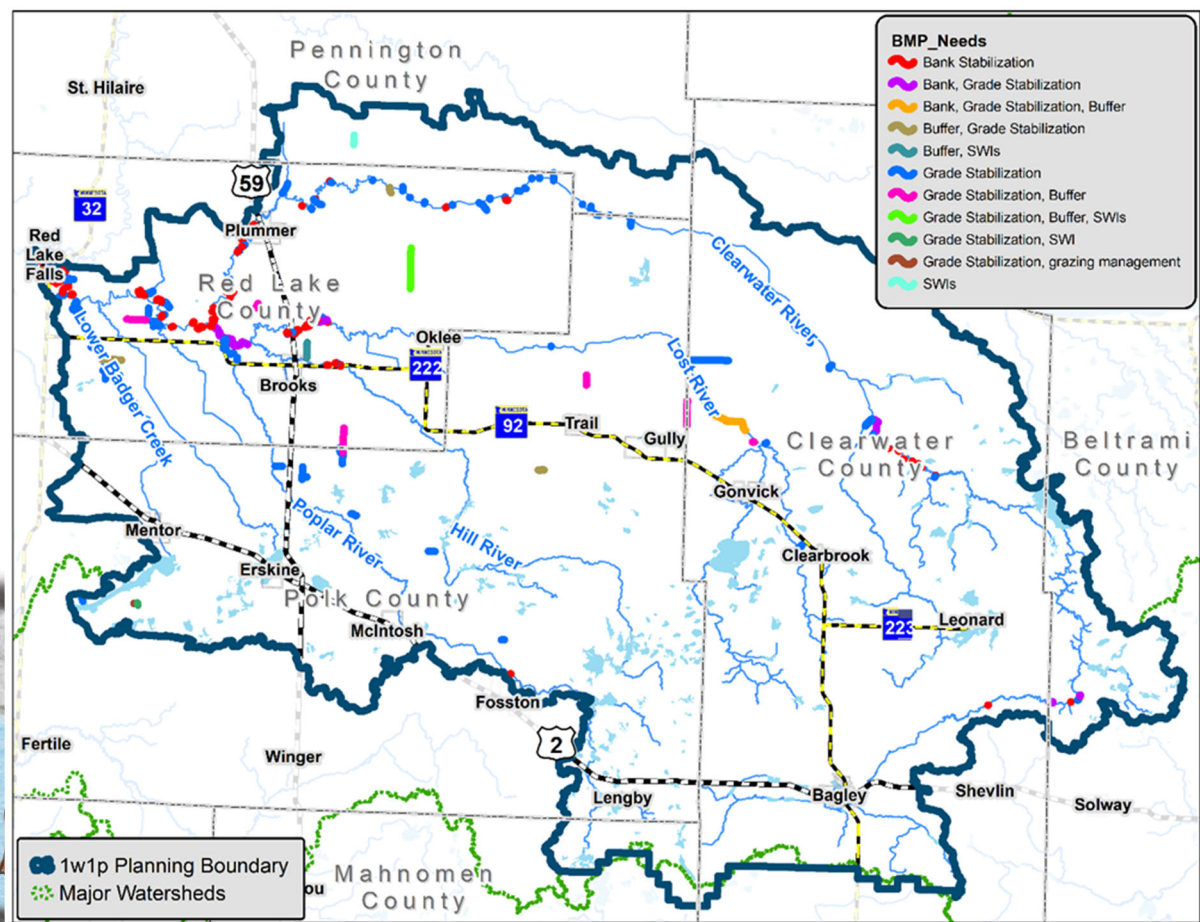 Pennington
County
St. Hilaire
BMP_Needs
Bank Stabilization
Bank, Grade Stabilization
Bank, Grade Stabilization, Buffer
Buffer, Grade Stabilization
Buffer, SWIs
Grade Stabilization
Grade Stabilization, Buffer
Grade Stabilization, Buffer, SWIs
Grade Stabilization, SWI
Grade Stabilization, grazing management
SWIs
59
MINNESOTA
32
Plummer
Red
Lake
Falls
Red Lake
County
Clearwater River
Lower Badger Creek
Oklee
MINNESOTA
222
Brooks
Lost River
MINNESOTA
92
Trail
Gully
Clearwater
County
Beltrami
County
Gonvick
Mentor
Poplar River
Hill River
Clearbrook
Erskine
Polk County
McIntosh
223
Leonard
Fosston
2
Fertile
Winger
Lengby
Bagley
Shevlin
Solway
1w1p Planning Boundary
Major Watersheds
ou
Mahnomen
County